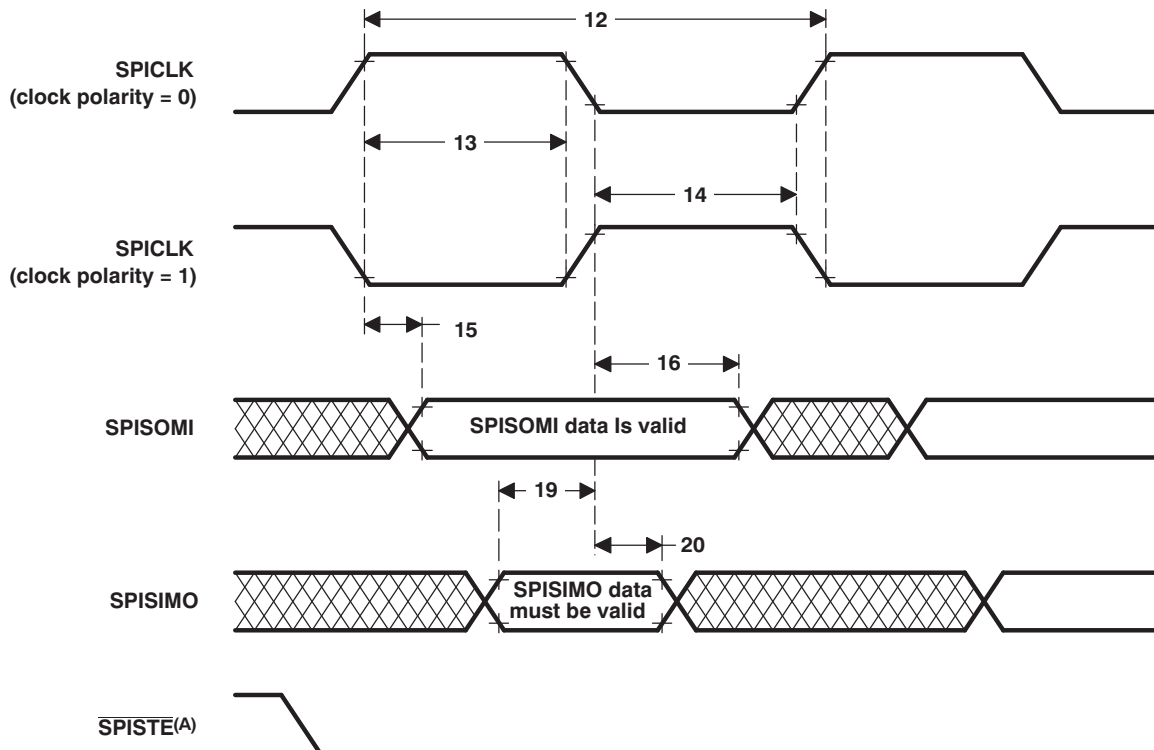 12
SPICLK
(clock polarity = 0)
13
14
SPICLK
(clock polarity = 1)
15
16
SPISOMI
SPISOMI data Is valid
19
20
SPISIMO
SPISIMO data
must be valid
SPISTE(A)